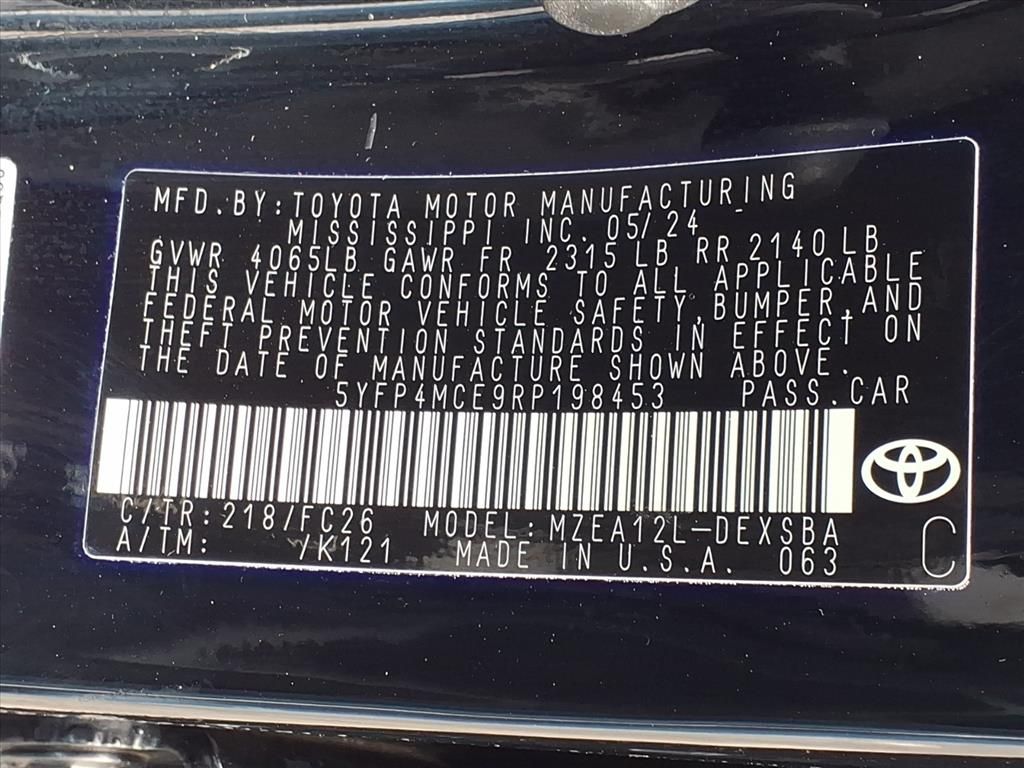 MFD.BY:TOYOTA MOTOR MANUFACTURING
MISSISSIPPI INC. 05/24
GVWR 4065LB GAWR FR 2315 LB RR 2140 LB
THIS VEHICLE CONFORMS TO ALL APPLICABLE
FEDERAL MOTOR VEHICLE SAFETY, BUMPER, AND
THEFT PREVENTION STANDARDS IN EFFECT ON
THE DATE OF MANUFACTURE SHOWN ABOVE.
5YFP4MCE9RP198453 PASS.CAR
C/TR:218/FC26 MODEL:MZEA12L-DEXSBA
A/TM: /K121 MADE IN U.S.A. 063
C